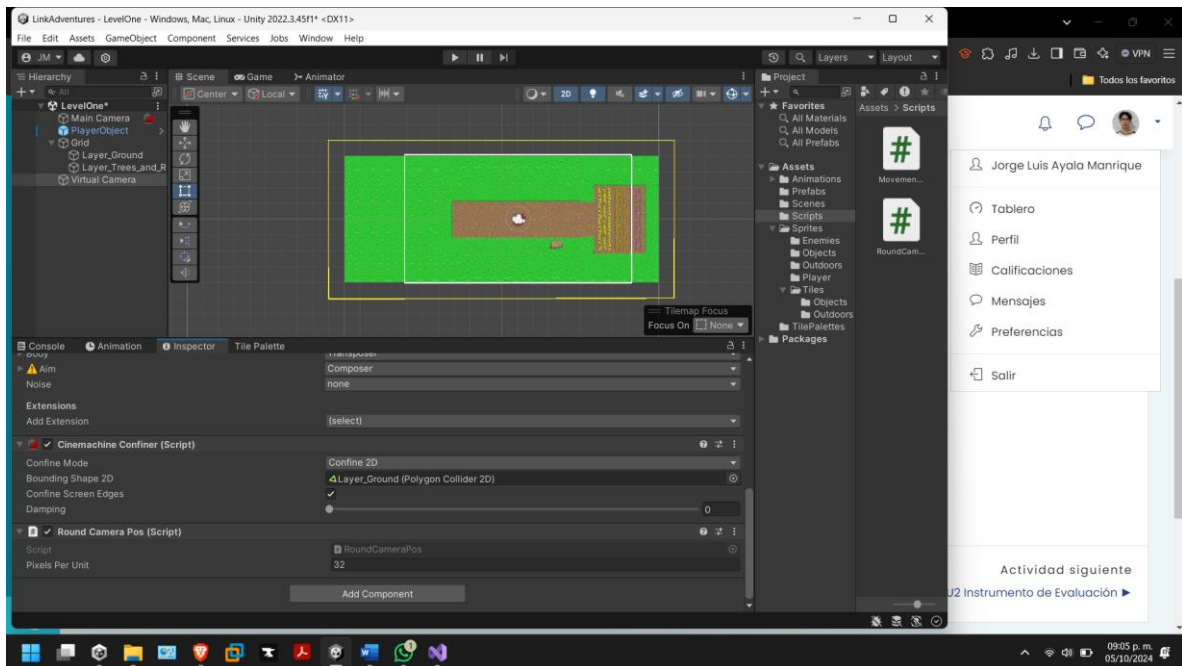 LinkAdventures - LevelOne - Windows, Mac, Linux - Unity 2022.3.45f1* <DX11>
File Edit Assets GameObject Component Services Jobs Window Help
JM
Layers
Layout
VPN
Todos los favoritos
Hierarchy
All
LevelOne*
Main Camera
PlayerObject
Grid
Layer_Ground
Layer_Trees_and_R
Virtual Camera
Scene Game Animator
Center Local
2D
Tilemap Focus
Focus On None
Project
Favorites
All Materials
All Models
All Prefabs
Assets
Animations
Prefabs
Scenes
Scripts
Sprites
Enemies
Objects
Outdoors
Player
Tiles
Objects
Outdoors
TilePalettes
Packages
Assets > Scripts
#
Movemen...
#
RoundCam...
Console Animation Inspector Tile Palette
Body Transposer
Aim Composer
Noise none
Extensions
Add Extension (select)
Cinemachine Confiner (Script)
Confine Mode Confine 2D
Bounding Shape 2D Layer_Ground (Polygon Collider 2D)
Confine Screen Edges
Damping 0
# Round Camera Pos (Script)
Script RoundCameraPos
Pixels Per Unit 32
Add Component
Jorge Luis Ayala Manrique
Tablero
Perfil
Calificaciones
Mensajes
Preferencias
Salir
Actividad siguiente
U2 Instrumento de Evaluación ►
09:05 p. m.
05/10/2024